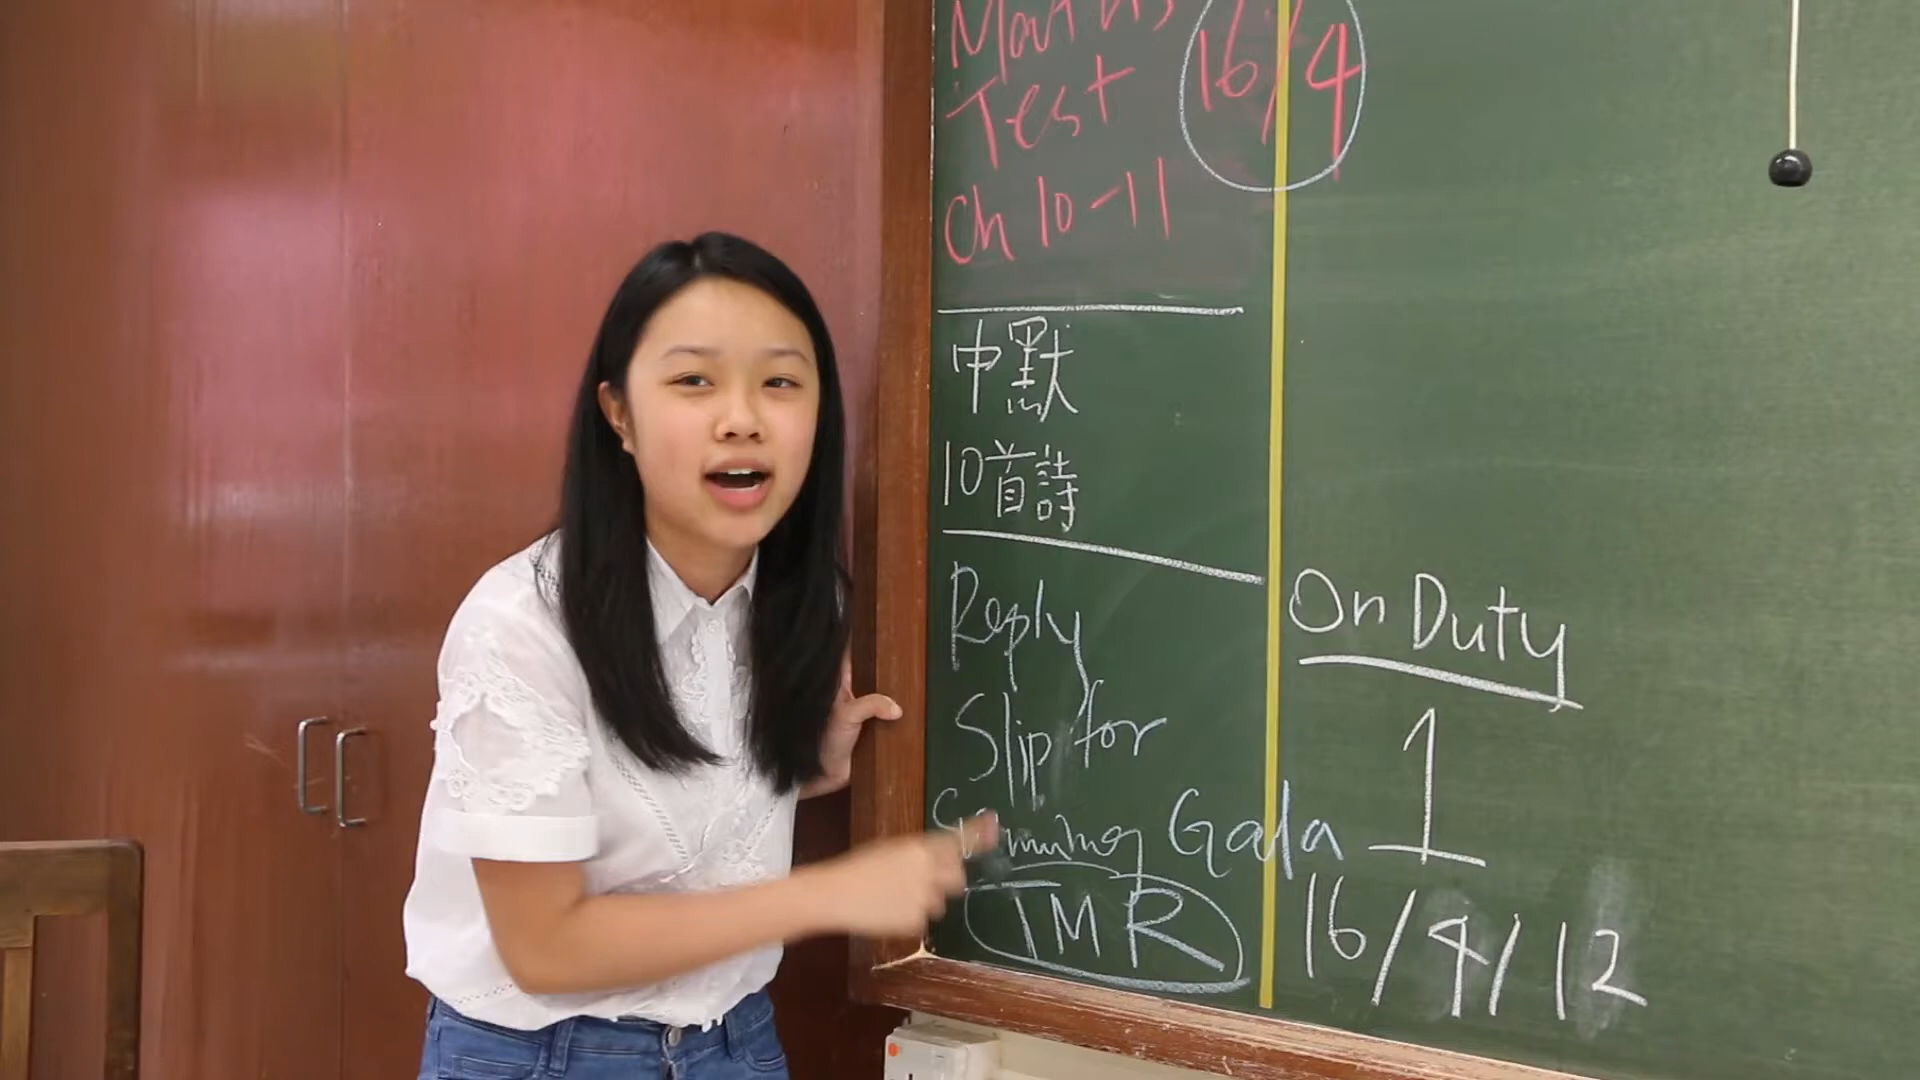 Maths
Test 16/4
Ch 10-11
中默
10首詩
Reply
Slip for
Swimming Gala
TMR
On Duty
1
16/4/12